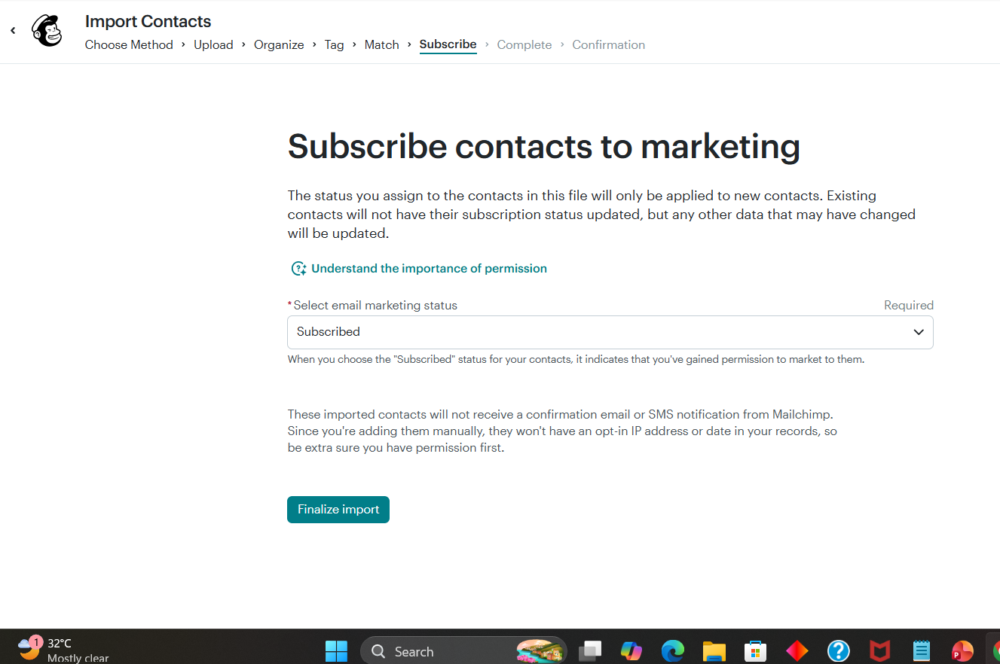 Import Contacts
Choose Method › Upload › Organize › Tag › Match › Subscribe › Complete › Confirmation
Subscribe contacts to marketing
The status you assign to the contacts in this file will only be applied to new contacts. Existing
contacts will not have their subscription status updated, but any other data that may have changed
will be updated.
Understand the importance of permission
*Select email marketing status Required
Subscribed
When you choose the "Subscribed" status for your contacts, it indicates that you've gained permission to market to them.
These imported contacts will not receive a confirmation email or SMS notification from Mailchimp.
Since you're adding them manually, they won't have an opt-in IP address or date in your records, so
be extra sure you have permission first.
Finalize import
1
32°C
Mostly clear
Search
P